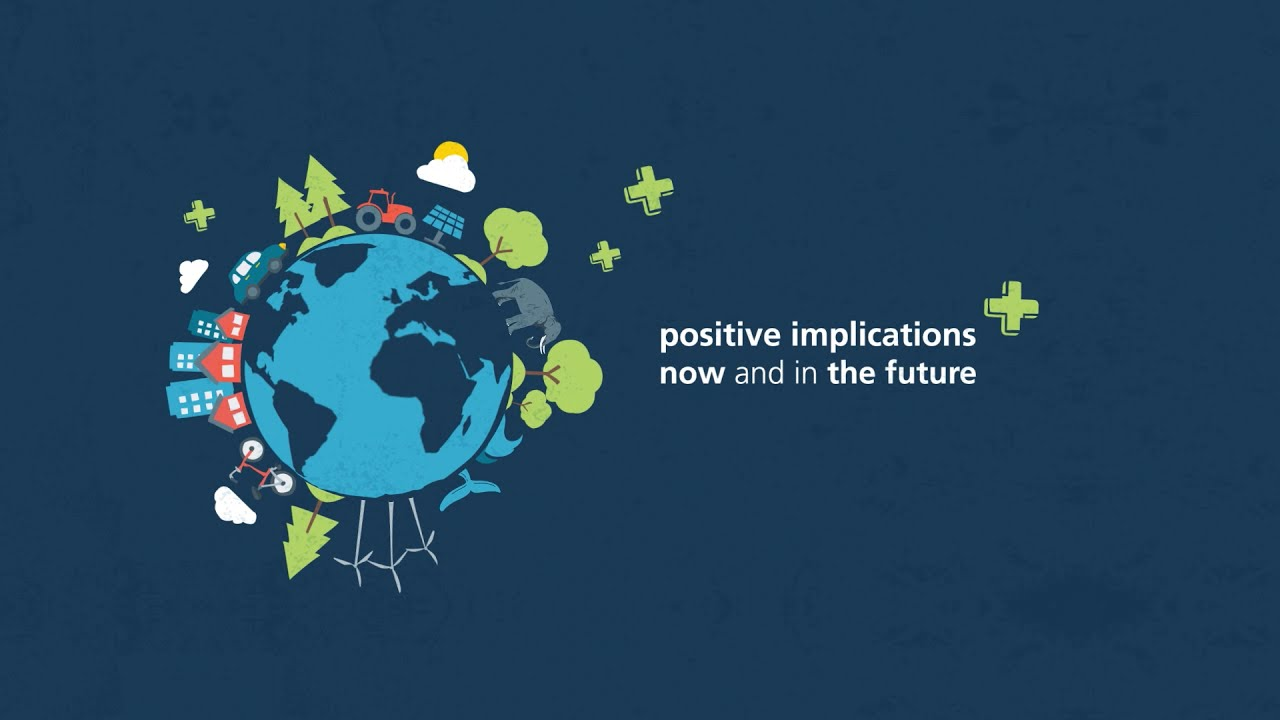 positive implications
now and in the future